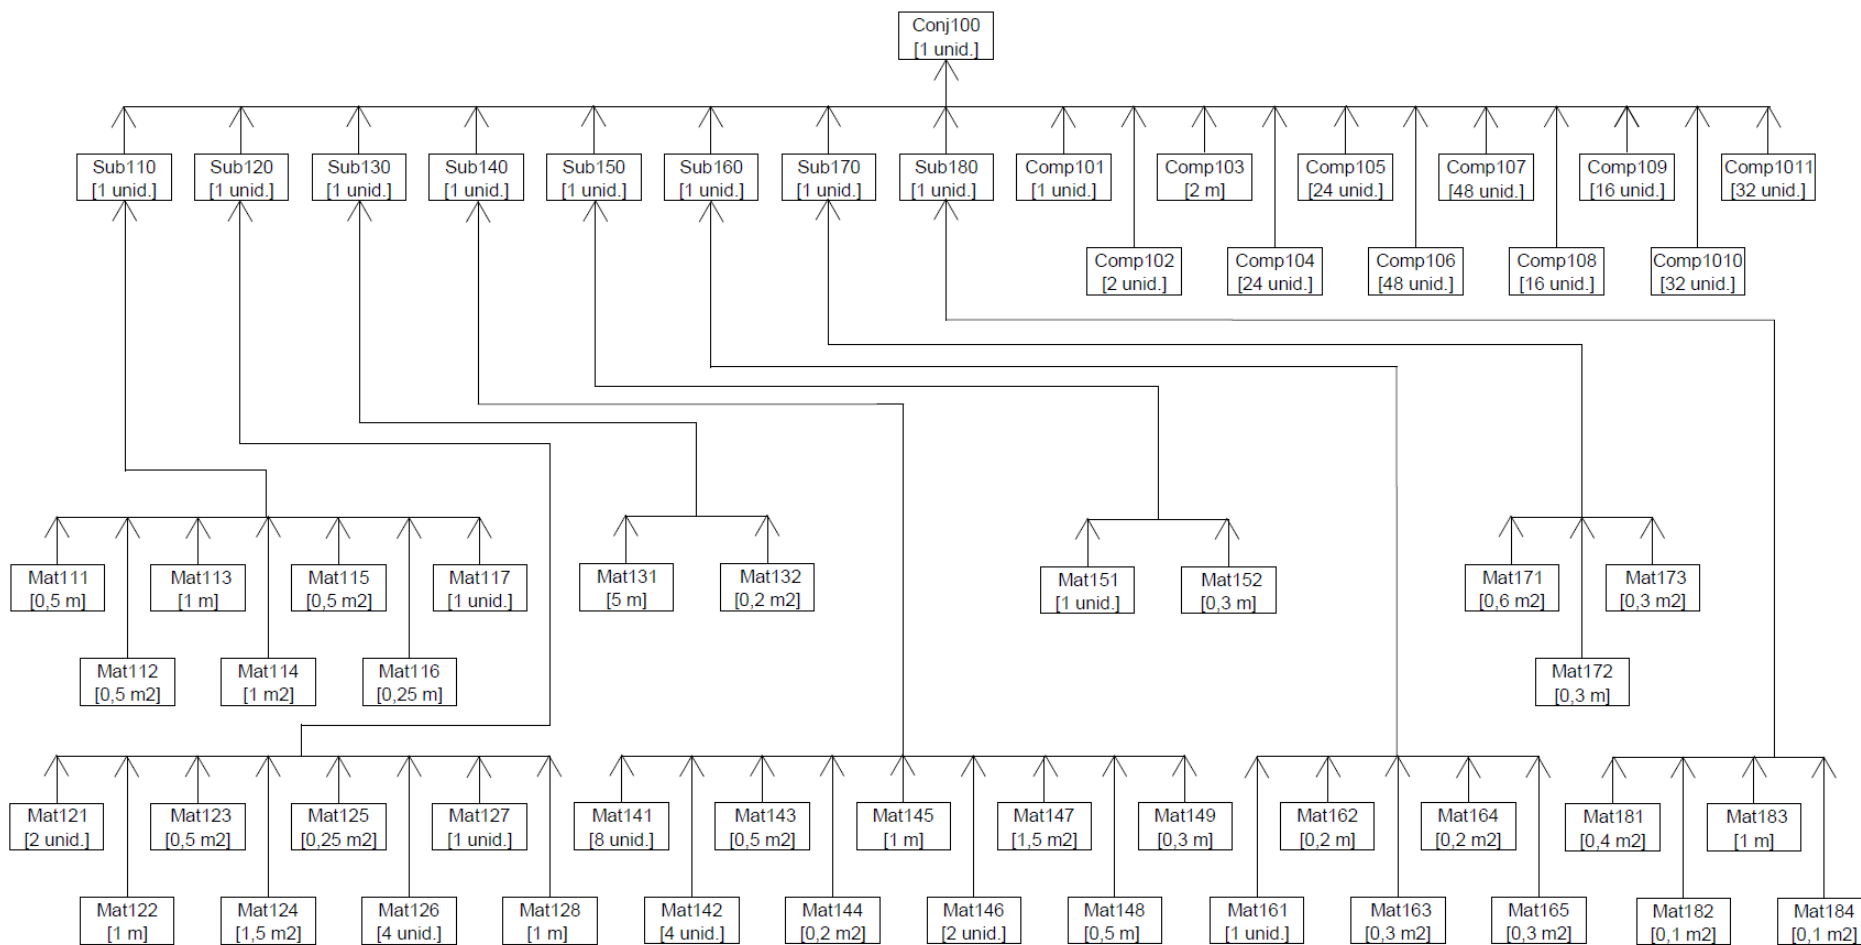 Conj100
[1 unid.]
Sub110
[1 unid.]
Sub120
[1 unid.]
Sub130
[1 unid.]
Sub140
[1 unid.]
Sub150
[1 unid.]
Sub160
[1 unid.]
Sub170
[1 unid.]
Sub180
[1 unid.]
Comp101
[1 unid.]
Comp103
[2 m]
Comp105
[24 unid.]
Comp107
[48 unid.]
Comp109
[16 unid.]
Comp1011
[32 unid.]
Comp102
[2 unid.]
Comp104
[24 unid.]
Comp106
[48 unid.]
Comp108
[16 unid.]
Comp1010
[32 unid.]
Mat111
[0,5 m]
Mat113
[1 m]
Mat115
[0,5 m2]
Mat117
[1 unid.]
Mat131
[5 m]
Mat132
[0,2 m2]
Mat151
[1 unid.]
Mat152
[0,3 m]
Mat171
[0,6 m2]
Mat173
[0,3 m2]
Mat112
[0,5 m2]
Mat114
[1 m2]
Mat116
[0,25 m]
Mat172
[0,3 m]
Mat121
[2 unid.]
Mat123
[0,5 m2]
Mat125
[0,25 m2]
Mat127
[1 unid.]
Mat141
[8 unid.]
Mat143
[0,5 m2]
Mat145
[1 m]
Mat147
[1,5 m2]
Mat149
[0,3 m]
Mat162
[0,2 m]
Mat164
[0,2 m2]
Mat181
[0,4 m2]
Mat183
[1 m]
Mat122
[1 m]
Mat124
[1,5 m2]
Mat126
[4 unid.]
Mat128
[1 m]
Mat142
[4 unid.]
Mat144
[0,2 m2]
Mat146
[2 unid.]
Mat148
[0,5 m]
Mat161
[1 unid.]
Mat163
[0,3 m2]
Mat165
[0,3 m2]
Mat182
[0,1 m2]
Mat184
[0,1 m2]